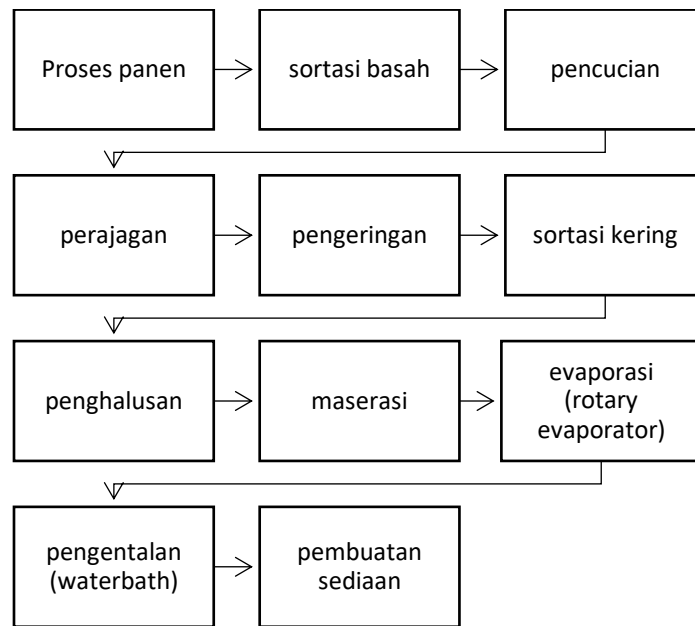 Proses panen
sortasi basah
pencucian
perajagan
pengeringan
sortasi kering
penghalusan
maserasi
evaporasi
(rotary
evaporator)
pengentalan
(waterbath)
pembuatan
sediaan